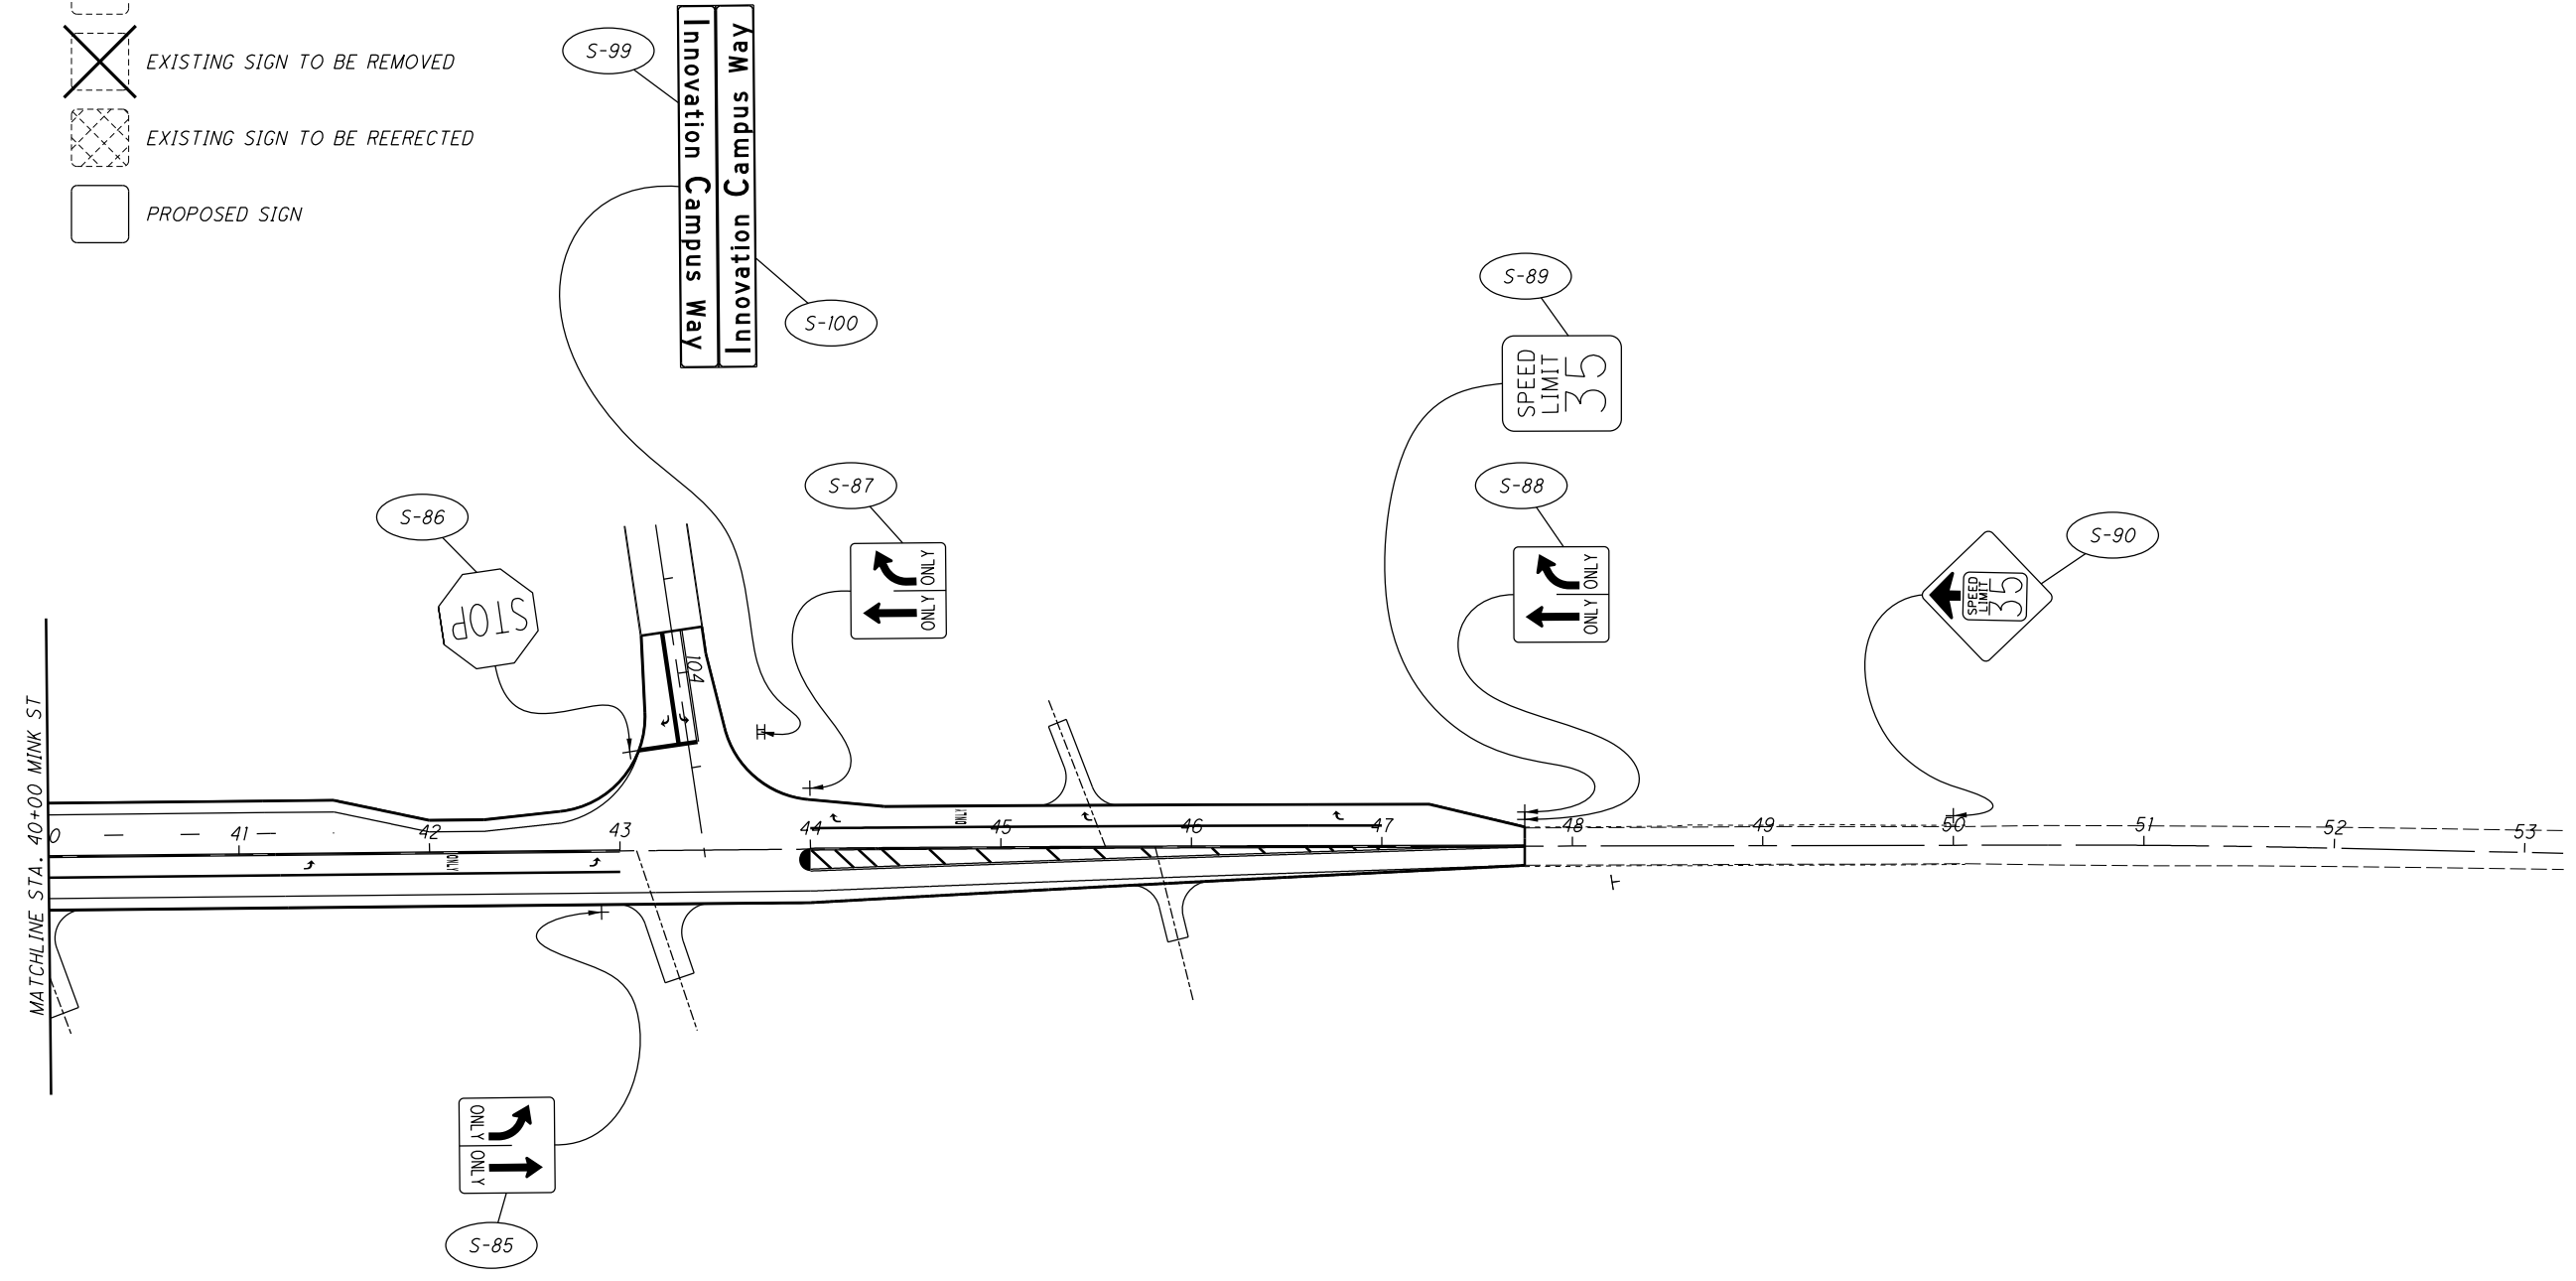 EXISTING SIGN TO BE REMOVED
EXISTING SIGN TO BE REERECTED
PROPOSED SIGN
S-99
Innovation Campus Way
Innovation Campus Way
S-100
S-89
SPEED
LIMIT
35
S-87
ONLY
ONLY
S-88
ONLY
ONLY
S-86
STOP
S-90
SPEED
LIMIT
35
104
MATCHLINE STA. 40+00 MINK ST
0
41
42
43
44
45
46
47
48
49
50
51
52
53
ONLY
ONLY
ONLY
ONLY
S-85